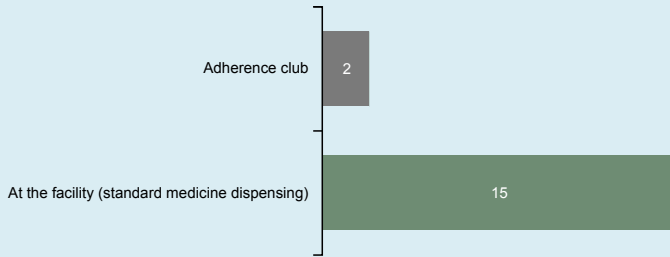 Adherence club
2
At the facility (standard medicine dispensing)
15